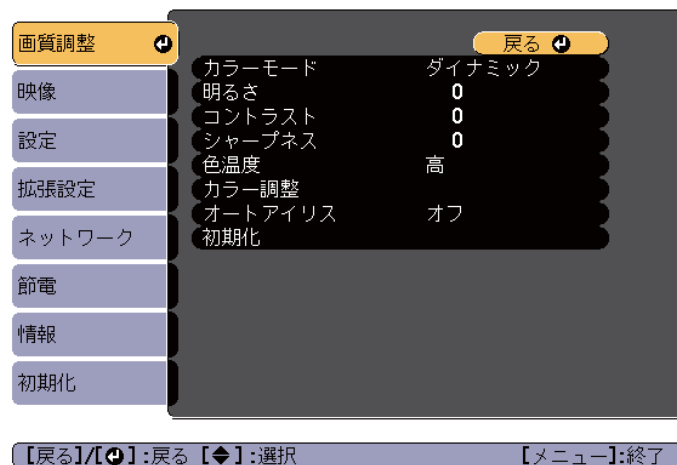 画質調整
映像
設定
拡張設定
ネットワーク
節電
情報
初期化
戻る
カラーモード ダイナミック
明るさ 0
コントラスト 0
シャープネス 0
色温度 高
カラー調整
オートアイリス オフ
初期化
[戻る]/[ ]:戻る [ ]:選択 [メニュー]:終了